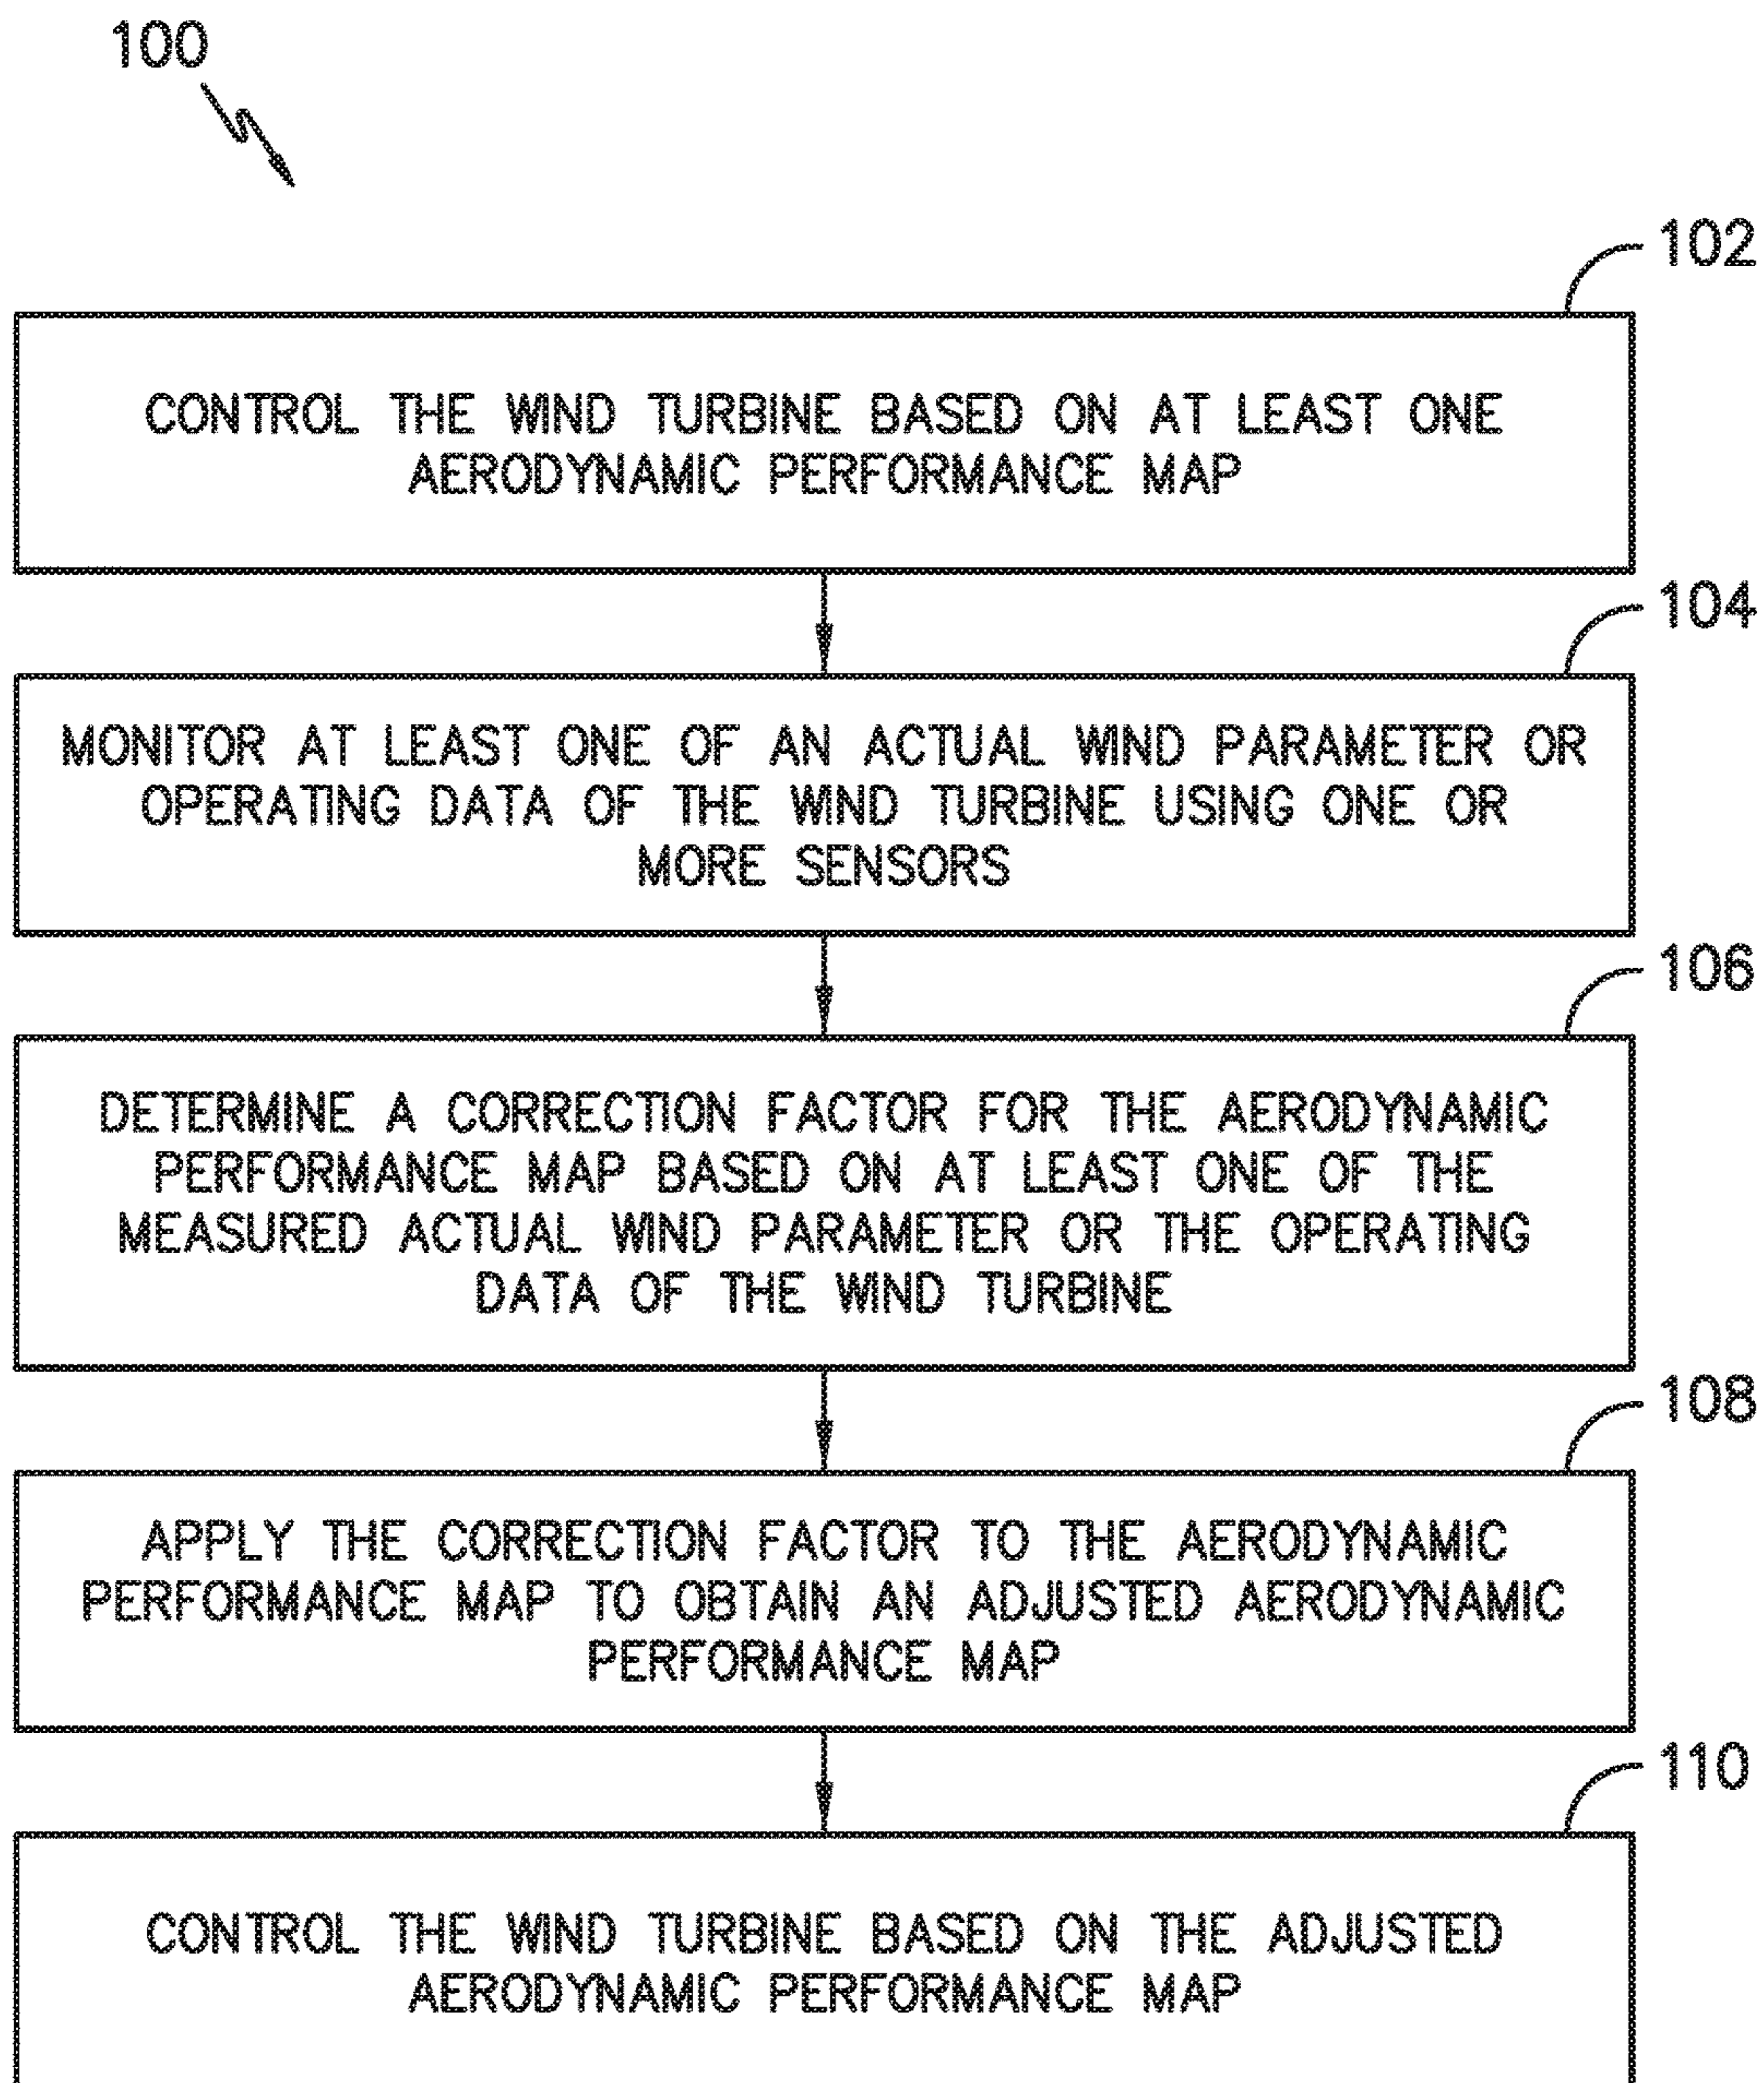 100
102
CONTROL THE WIND TURBINE BASED ON AT LEAST ONE
AERODYNAMIC PERFORMANCE MAP
104
MONITOR AT LEAST ONE OF AN ACTUAL WIND PARAMETER OR
OPERATING DATA OF THE WIND TURBINE USING ONE OR
MORE SENSORS
106
DETERMINE A CORRECTION FACTOR FOR THE AERODYNAMIC
PERFORMANCE MAP BASED ON AT LEAST ONE OF THE
MEASURED ACTUAL WIND PARAMETER OR THE OPERATING
DATA OF THE WIND TURBINE
108
APPLY THE CORRECTION FACTOR TO THE AERODYNAMIC
PERFORMANCE MAP TO OBTAIN AN ADJUSTED AERODYNAMIC
PERFORMANCE MAP
110
CONTROL THE WIND TURBINE BASED ON THE ADJUSTED
AERODYNAMIC PERFORMANCE MAP